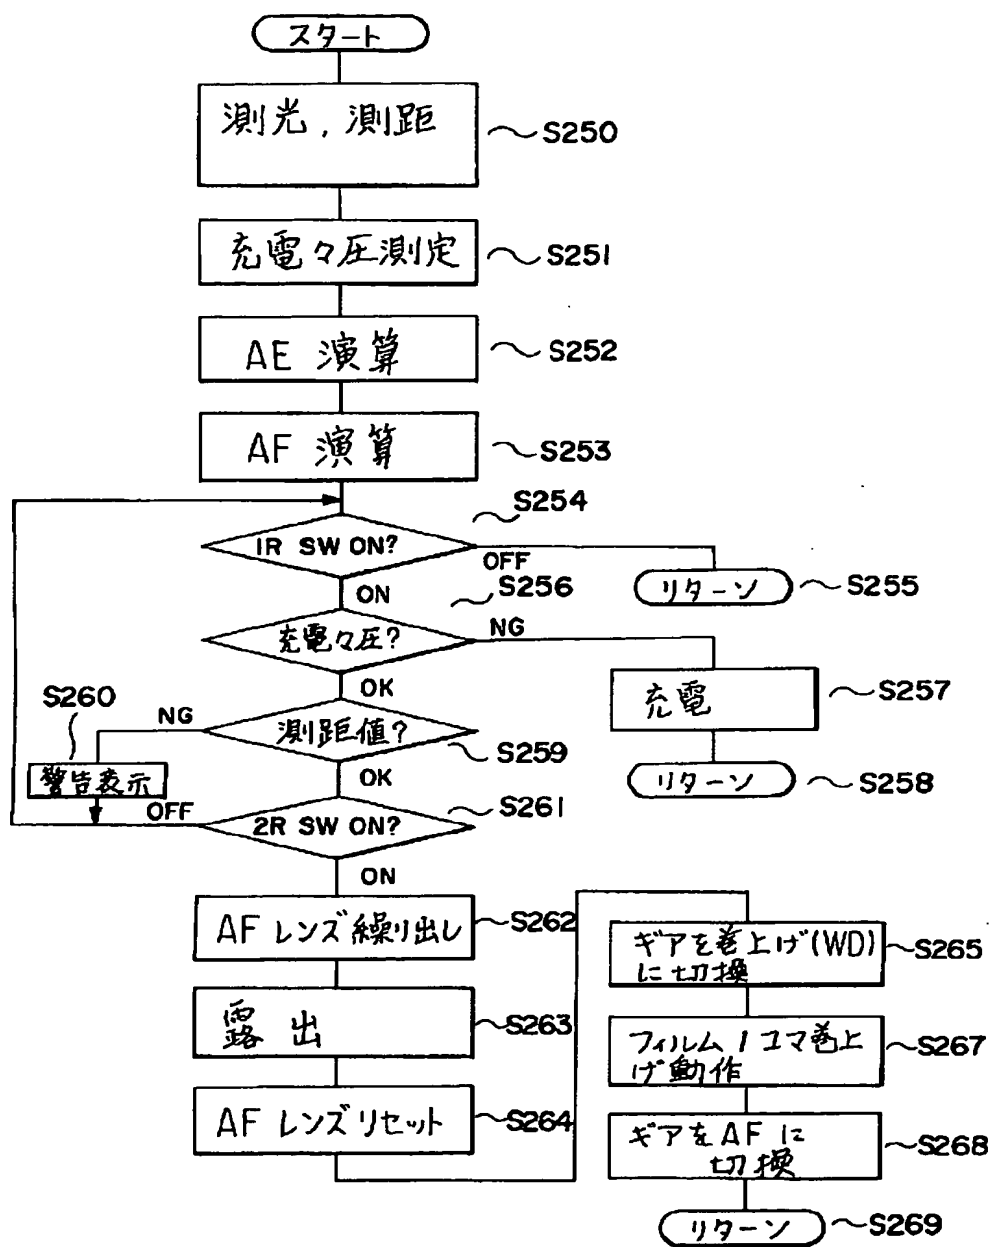 スタート
測光，測距
S250
充電々圧測定
S251
AE 演算
S252
AF 演算
S253
S254
1R SW ON?
OFF
リターン
S255
ON
S256
充電々圧?
NG
充電
S257
リターン
S258
OK
測距値?
S259
NG
S260
警告表示
OK
S261
2R SW ON?
OFF
ON
AF レンズ繰り出し
S262
露出
S263
AF レンズリセット
S264
ギアを巻上げ(WD)
に切換
S265
フィルム 1 コマ巻上
げ動作
S267
ギアを AF に
切換
S268
リターン
S269